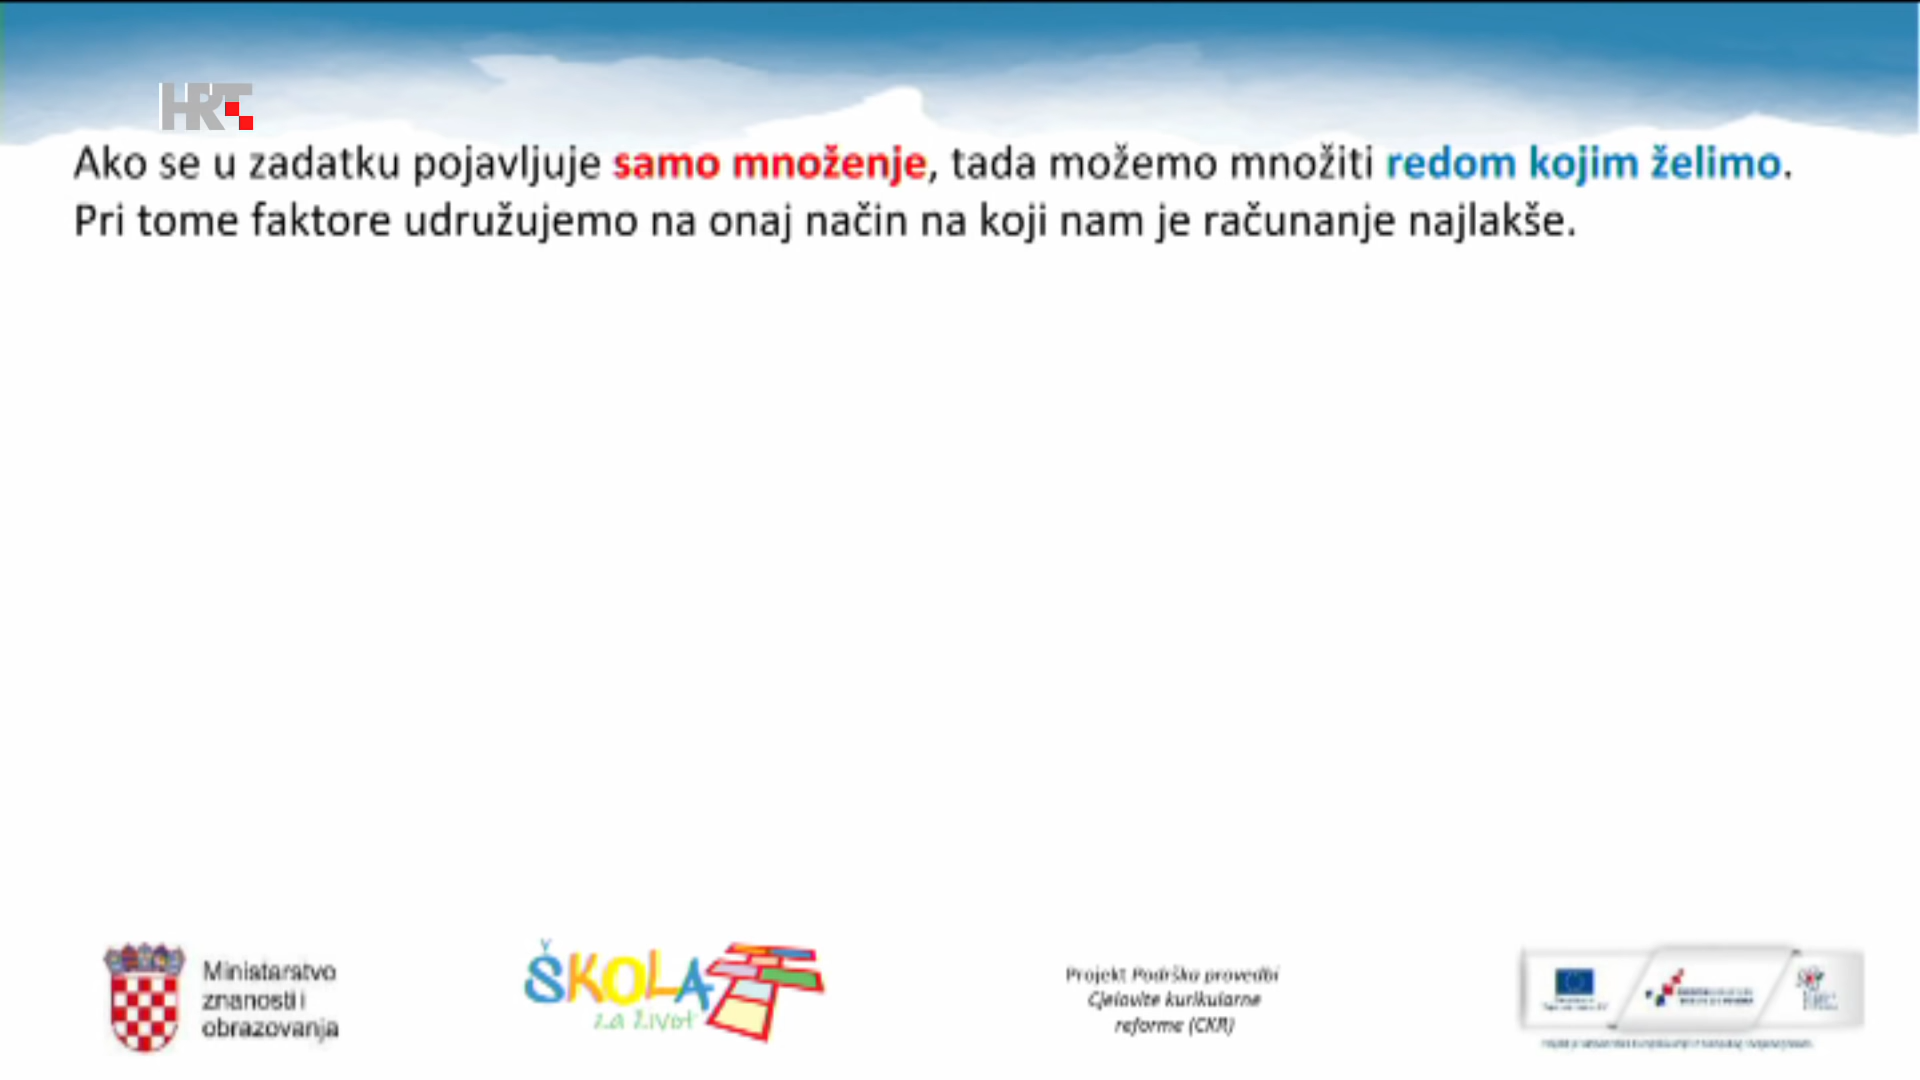 HRT
Ako se u zadatku pojavljuje samo množenje, tada možemo množiti redom kojim želimo.
Pri tome faktore udružujemo na onaj način na koji nam je računanje najlakše.
Ministarstvo
znanosti i
obrazovanja
ŠKOLA
za život
Projekt Podrška provedbi
Cjelovite kurikularne
reforme (CKR)